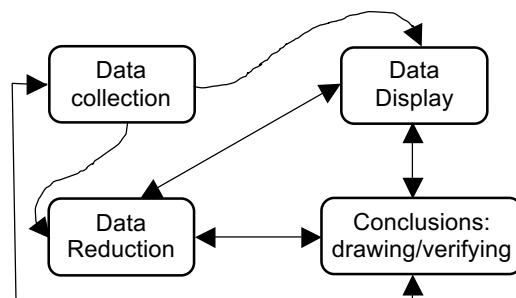 Data
collection
Data
Display
Data
Reduction
Conclusions:
drawing/verifying